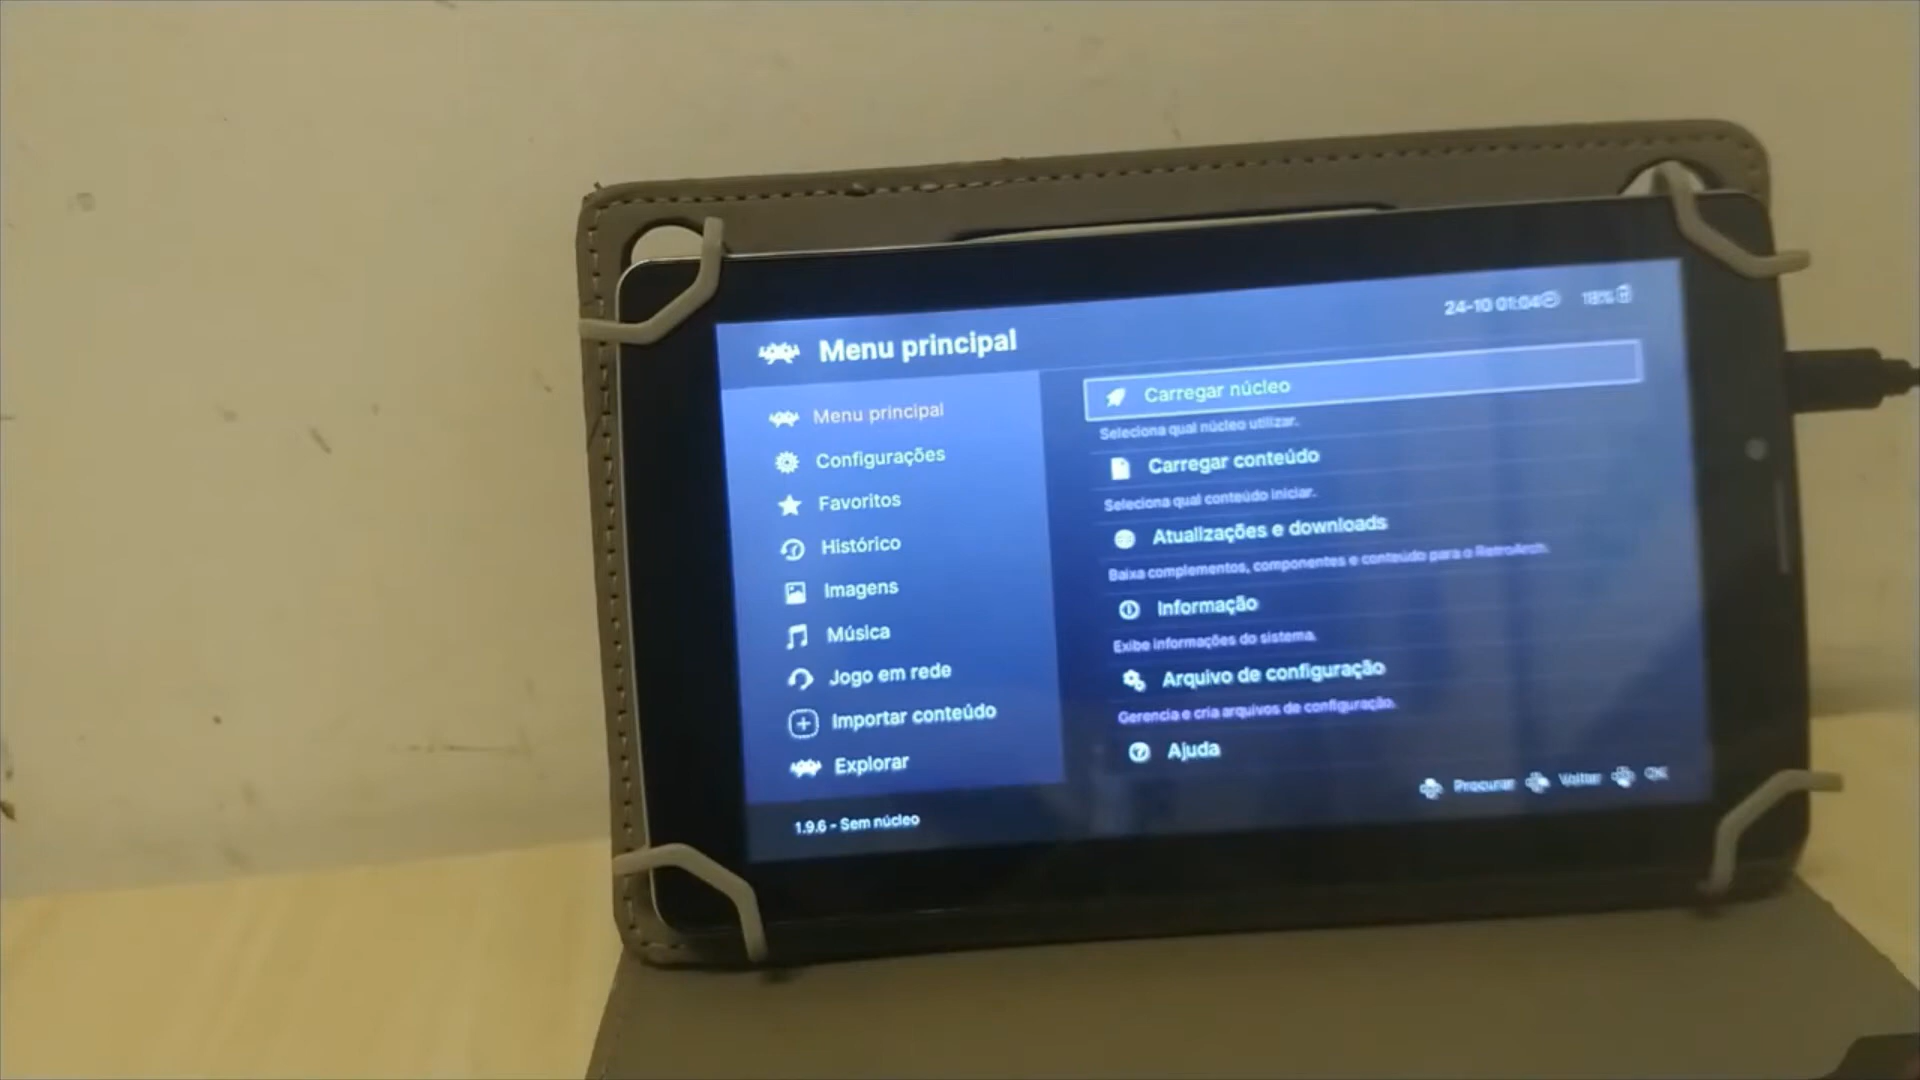 Menu principal
24-10 01:04
18%
Menu principal
Configurações
Favoritos
Histórico
Imagens
Música
Jogo em rede
Importar conteúdo
Explorar
Carregar núcleo
Seleciona qual núcleo utilizar.
Carregar conteúdo
Seleciona qual conteúdo iniciar.
Atualizações e downloads
Baixa complementos, componentes e conteúdo para o RetroArch.
Informação
Exibe informações do sistema.
Arquivo de configuração
Gerencia e cria arquivos de configuração.
Ajuda
1.9.6 - Sem núcleo
Procurar Voltar OK